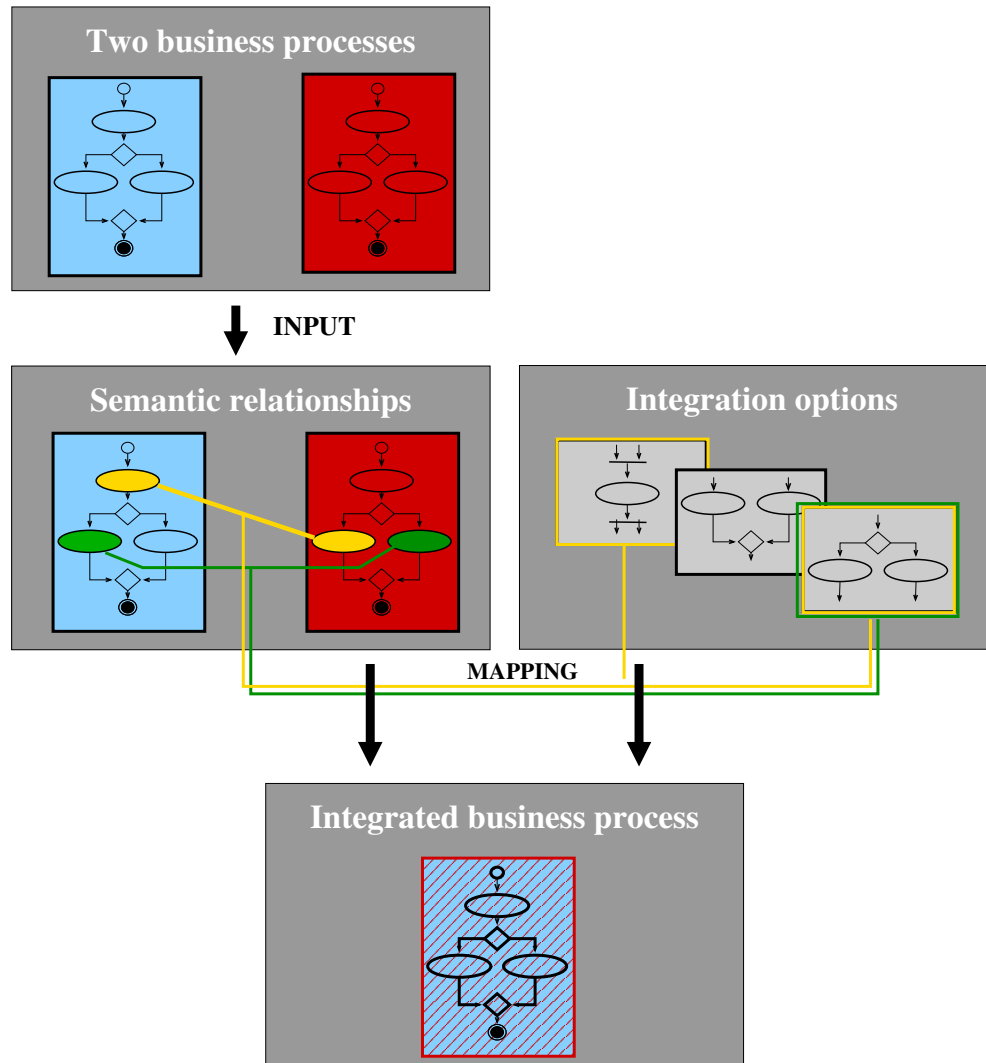 Two business processes
INPUT
Semantic relationships
Integration options
MAPPING
Integrated business process